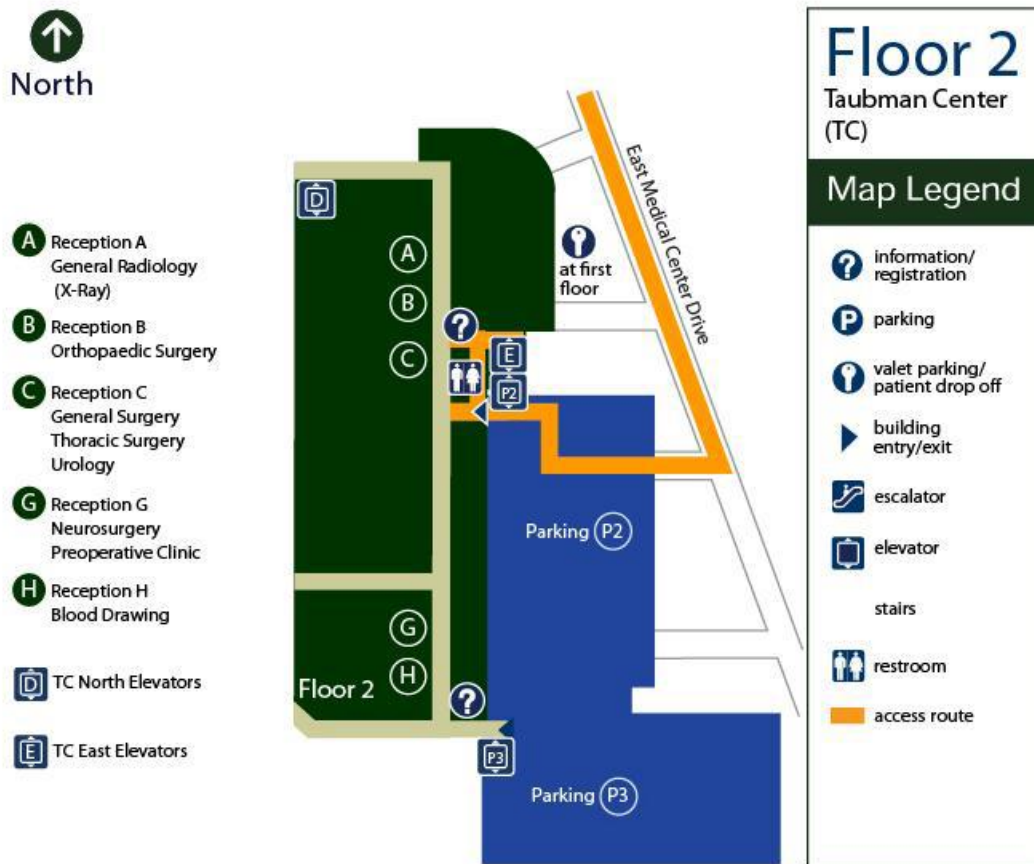 North
A Reception A
General Radiology
(X-Ray)
B Reception B
Orthopaedic Surgery
C Reception C
General Surgery
Thoracic Surgery
Urology
G Reception G
Neurosurgery
Preoperative Clinic
H Reception H
Blood Drawing
D TC North Elevators
E TC East Elevators
D
A
B
C
?
E
P2
at first
floor
East Medical Center Drive
Parking P2
G
H
Floor 2
?
P3
Parking P3
Floor 2
Taubman Center
(TC)
Map Legend
? information/
registration
P parking
valet parking/
patient drop off
building
entry/exit
escalator
elevator
stairs
restroom
access route